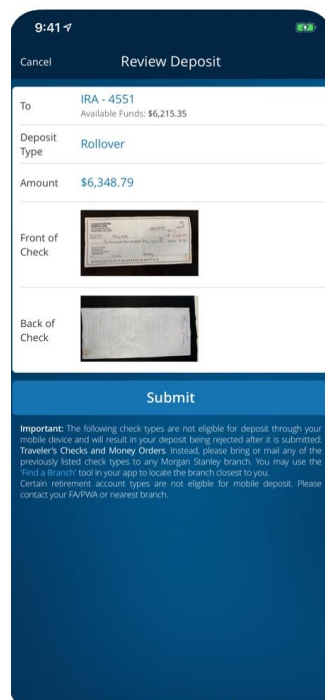 9:41
Cancel
Review Deposit
To
IRA - 4551
Available Funds: $6,215.35
Deposit
Type
Rollover
Amount
$6,348.79
Front of
Check
Back of
Check
Submit
Important: The following check types are not eligible for deposit through your
mobile device and will result in your deposit being rejected after it is submitted:
Traveler's Checks and Money Orders. Instead, please bring or mail any of the
previously listed check types to any Morgan Stanley branch. You may use the
'Find a Branch' tool in your app to locate the branch closest to you.
Certain retirement account types are not eligible for mobile deposit. Please
contact your FA/PWA or nearest branch.